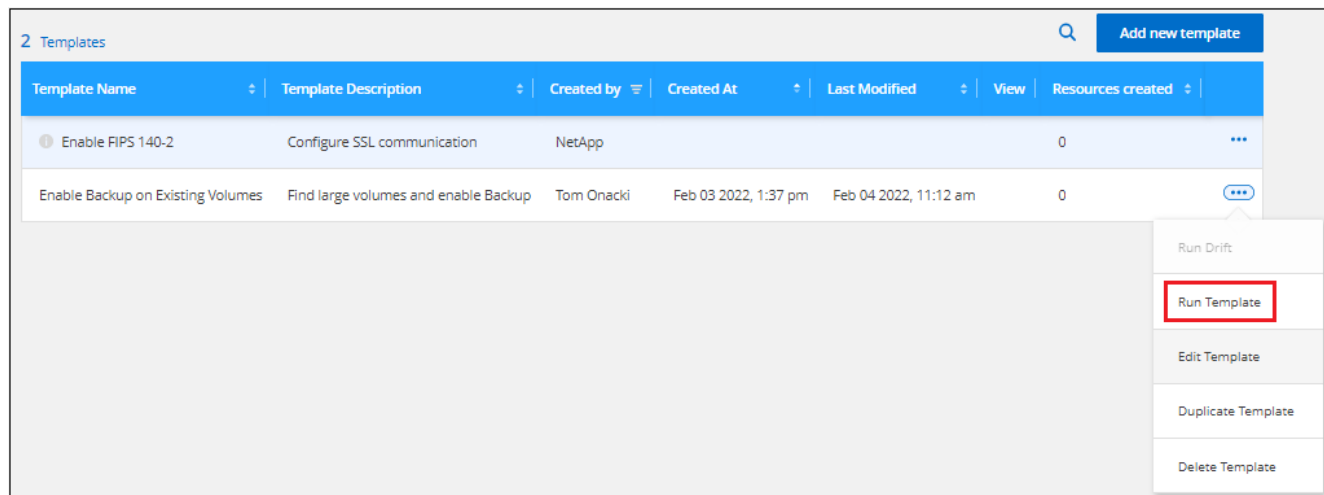 2 Templates
Add new template
Template Name Template Description Created by Created At Last Modified View Resources created
Enable FIPS 140-2 Configure SSL communication NetApp 0
Enable Backup on Existing Volumes Find large volumes and enable Backup Tom Onacki Feb 03 2022, 1:37 pm Feb 04 2022, 11:12 am 0
Run Drift
Run Template
Edit Template
Duplicate Template
Delete Template